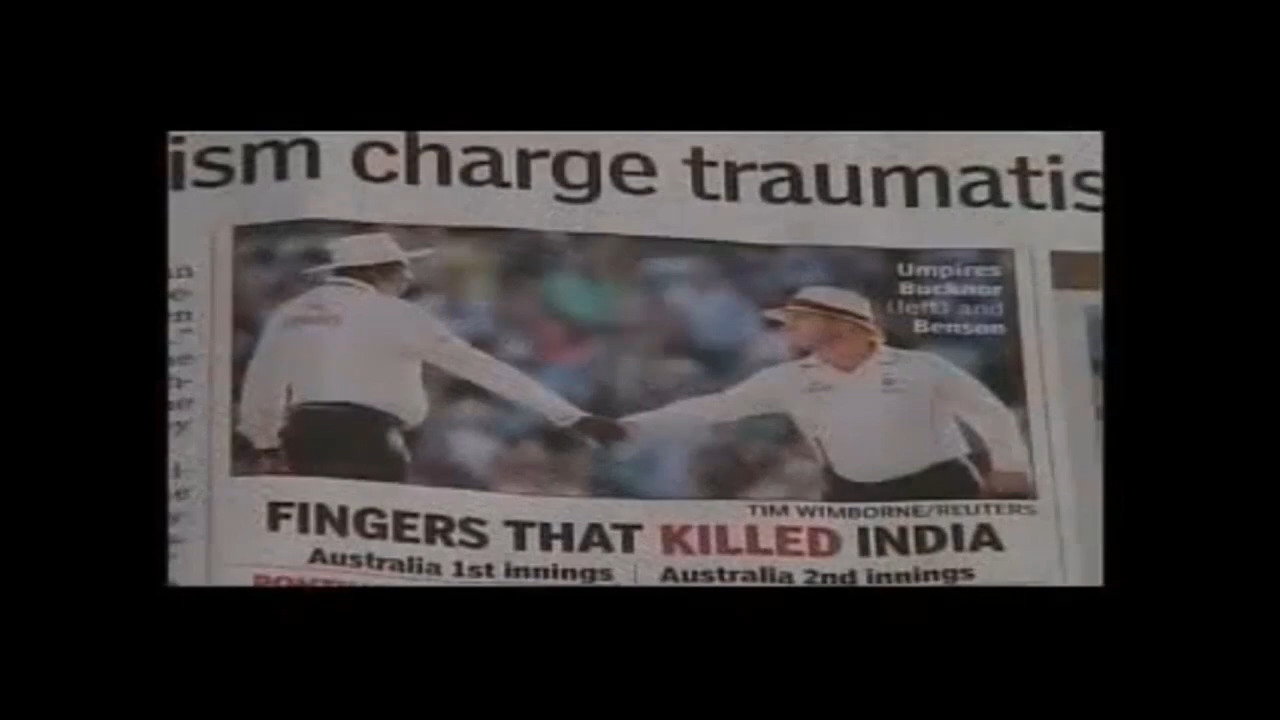 ism charge traumatis
Umpires
Bucknor
(left) and
Benson
TIM WIMBORNE/REUTERS
FINGERS THAT KILLED INDIA
Australia 1st innings
Australia 2nd innings